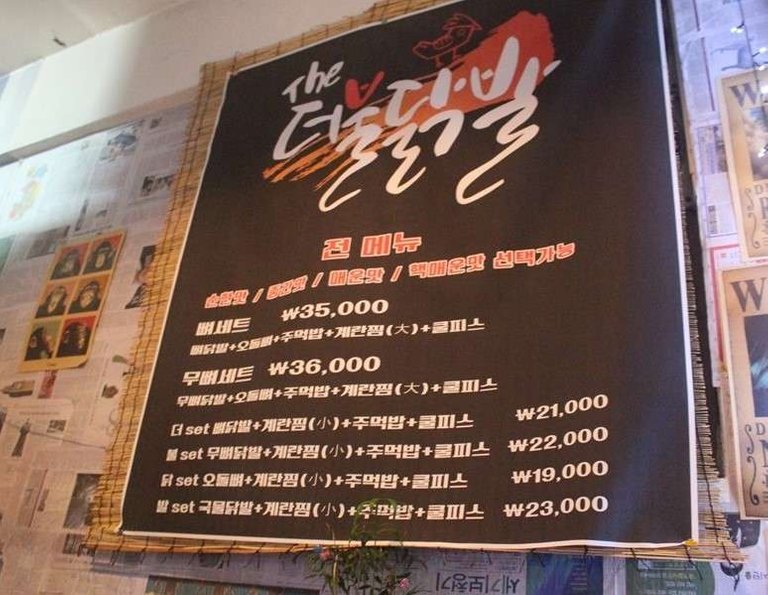 The
더불닭발
전 메뉴
순한맛 / 중간맛 / 매운맛 / 핵매운맛 선택가능
뼈세트 ₩35,000
뼈닭발+오돌뼈+주먹밥+계란찜(大)+쿨피스
무뼈세트 ₩36,000
무뼈닭발+오돌뼈+주먹밥+계란찜(大)+쿨피스
더 set 뼈닭발+계란찜(小)+주먹밥+쿨피스 ₩21,000
불 set 무뼈닭발+계란찜(小)+주먹밥+쿨피스 ₩22,000
닭 set 오돌뼈+계란찜(小)+주먹밥+쿨피스 ₩19,000
발 set 국물닭발+계란찜(小)+주먹밥+쿨피스 ₩23,000
세기보청기